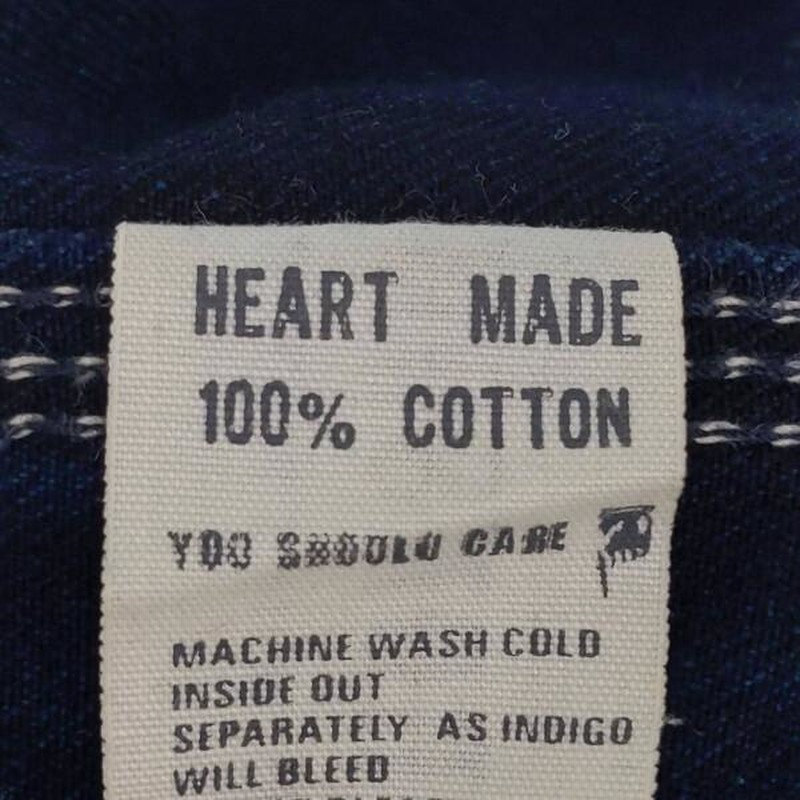 HEART MADE
100% COTTON
YOU SHOULD CARE
MACHINE WASH COLD
INSIDE OUT
SEPARATELY AS INDIGO
WILL BLEED